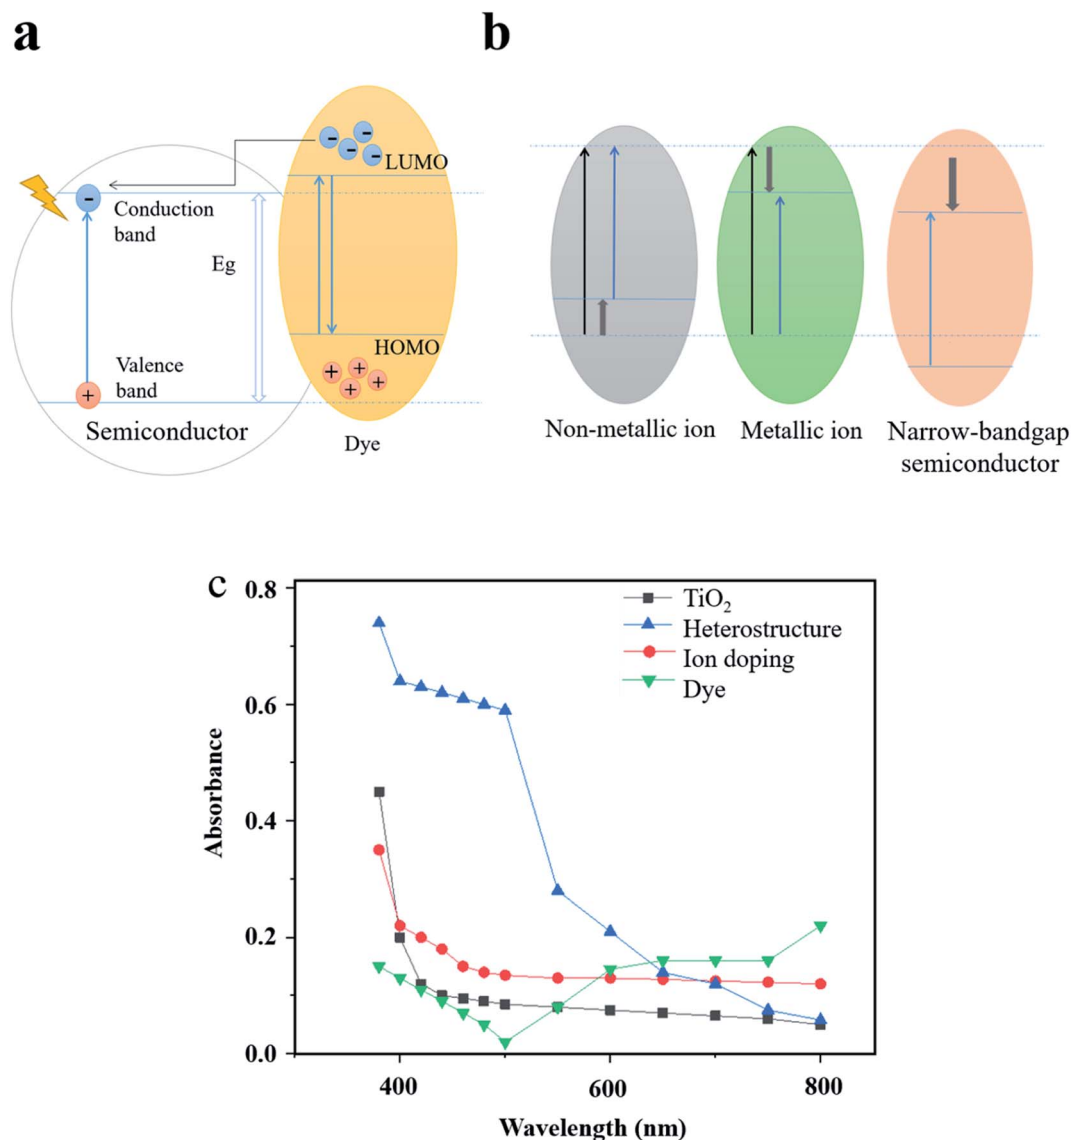 a
LUMO
Conduction
band
Eg
HOMO
Valence
band
Semiconductor
Dye
b
Non-metallic ion
Metallic ion
Narrow-bandgap
semiconductor
c
TiO₂
Heterostructure
Ion doping
Dye
0.8
0.6
0.4
0.2
0.0
Absorbance
400
600
800
Wavelength (nm)